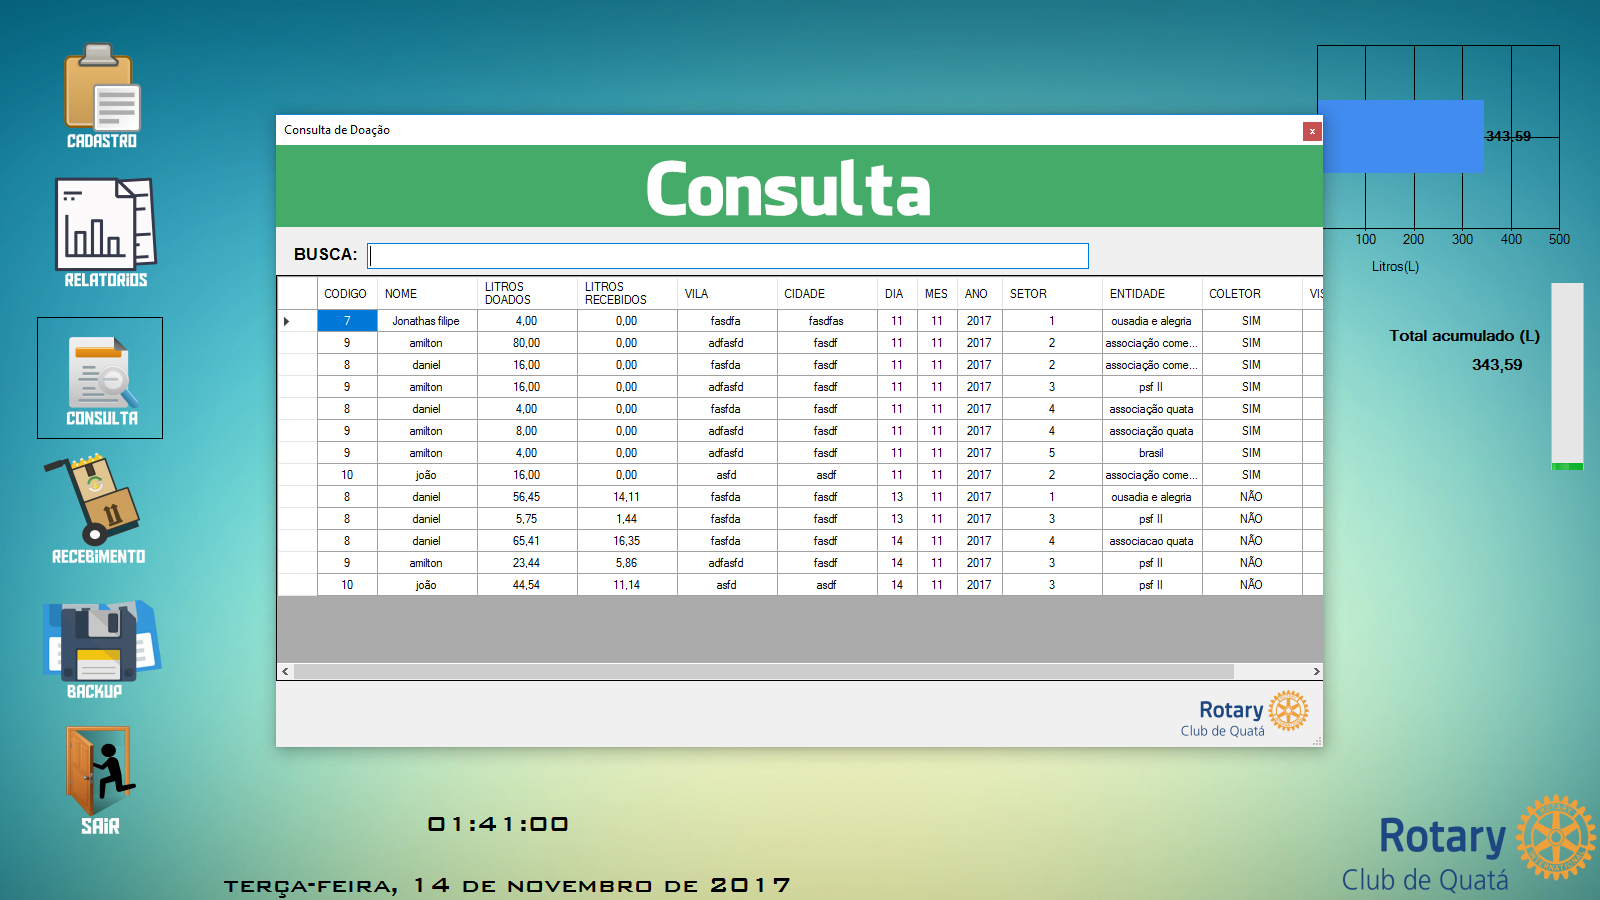 CADASTRO
RELATORIOS
CONSULTA
RECEBIMENTO
BACKUP
SAIR
Consulta de Doação
x
Consulta
BUSCA:
CODIGO NOME LITROS DOADOS LITROS RECEBIDOS VILA CIDADE DIA MES ANO SETOR ENTIDADE COLETOR VIS
7 Jonathas filipe 4,00 0,00 fasdfa fasdfas 11 11 2017 1 ousadia e alegria SIM
9 amilton 80,00 0,00 adfasfd fasdf 11 11 2017 2 associação come... SIM
8 daniel 16,00 0,00 fasfda fasdf 11 11 2017 2 associação come... SIM
9 amilton 16,00 0,00 adfasfd fasdf 11 11 2017 3 psf II SIM
8 daniel 4,00 0,00 fasfda fasdf 11 11 2017 4 associação quata SIM
9 amilton 8,00 0,00 adfasfd fasdf 11 11 2017 4 associação quata SIM
9 amilton 4,00 0,00 adfasfd fasdf 11 11 2017 5 brasil SIM
10 joão 16,00 0,00 asfd asdf 11 11 2017 2 associação come... SIM
8 daniel 56,45 14,11 fasfda fasdf 13 11 2017 1 ousadia e alegria NÃO
8 daniel 5,75 1,44 fasfda fasdf 13 11 2017 3 psf II NÃO
8 daniel 65,41 16,35 fasfda fasdf 14 11 2017 4 associacao quata NÃO
9 amilton 23,44 5,86 adfasfd fasdf 14 11 2017 3 psf II NÃO
10 joão 44,54 11,14 asfd asdf 14 11 2017 3 psf II NÃO
Rotary
Club de Quatá
343,59
100 200 300 400 500
Litros(L)
Total acumulado (L)
343,59
01:41:00
TERÇA-FEIRA, 14 DE NOVEMBRO DE 2017
Rotary
Club de Quatá
ROTARY
INTERNATIONAL